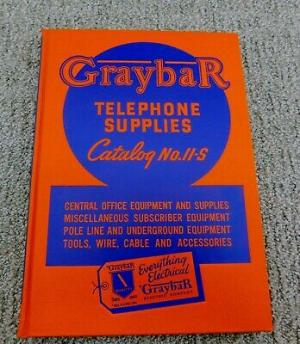 GraybaR
TELEPHONE
SUPPLIES
Catalog No. 11-S
CENTRAL OFFICE EQUIPMENT AND SUPPLIES
MISCELLANEOUS SUBSCRIBER EQUIPMENT
POLE LINE AND UNDERGROUND EQUIPMENT
TOOLS, WIRE, CABLE AND ACCESSORIES
GraybaR
Everything
Electrical
GraybaR
ELECTRIC COMPANY